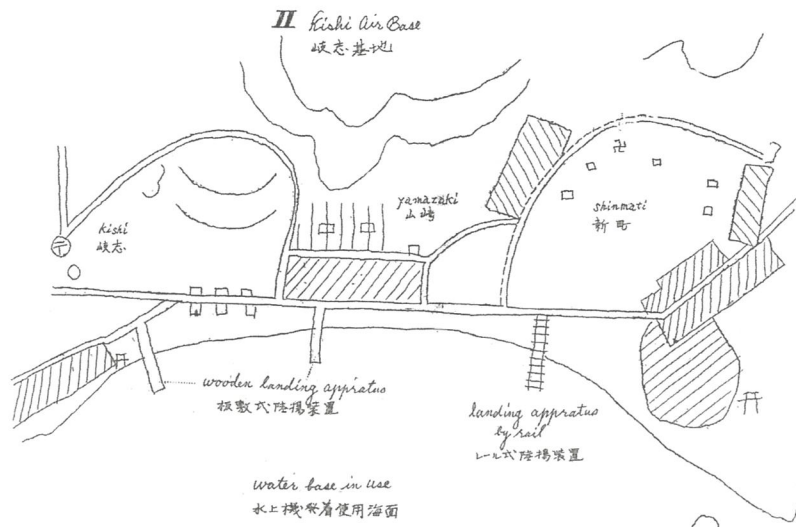 II Kishi Air Base
岐志基地
yamazaki
山崎
shinmati
新町
Kishi
岐志
wooden landing appratus
板敷式陸揚装置
landing appratus
by rail
レール式陸揚装置
water base in use
水上機発着使用海面